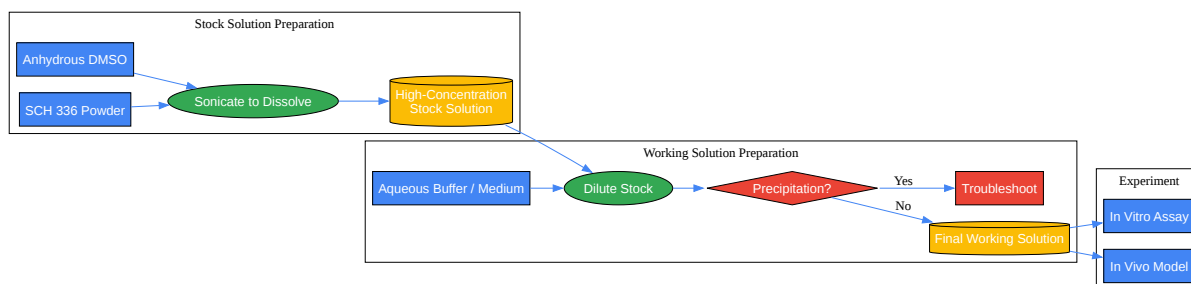 Stock Solution Preparation
Anhydrous DMSO
SCH 336 Powder
Sonicate to Dissolve
High-Concentration
Stock Solution
Working Solution Preparation
Aqueous Buffer / Medium
Dilute Stock
Precipitation?
Yes
Troubleshoot
No
Final Working Solution
Experiment
In Vitro Assay
In Vivo Model